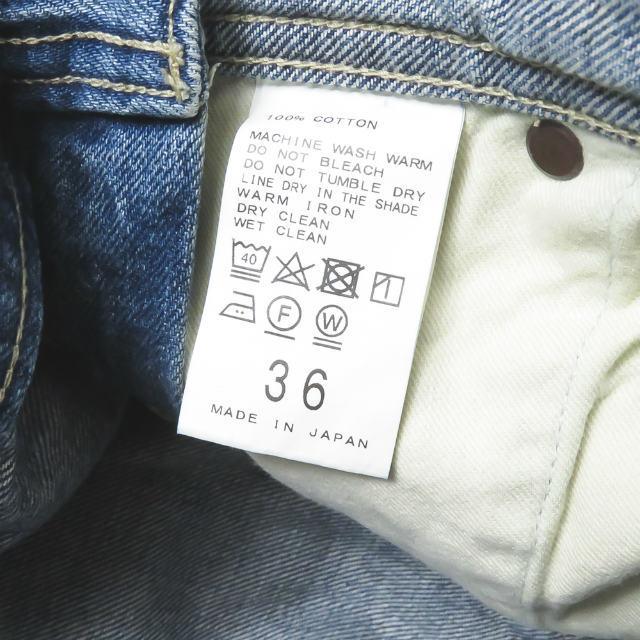 100% COTTON
MACHINE WASH WARM
DO NOT BLEACH
DO NOT TUMBLE DRY
LINE DRY IN THE SHADE
WARM IRON
DRY CLEAN
WET CLEAN
40
F W
36
MADE IN JAPAN